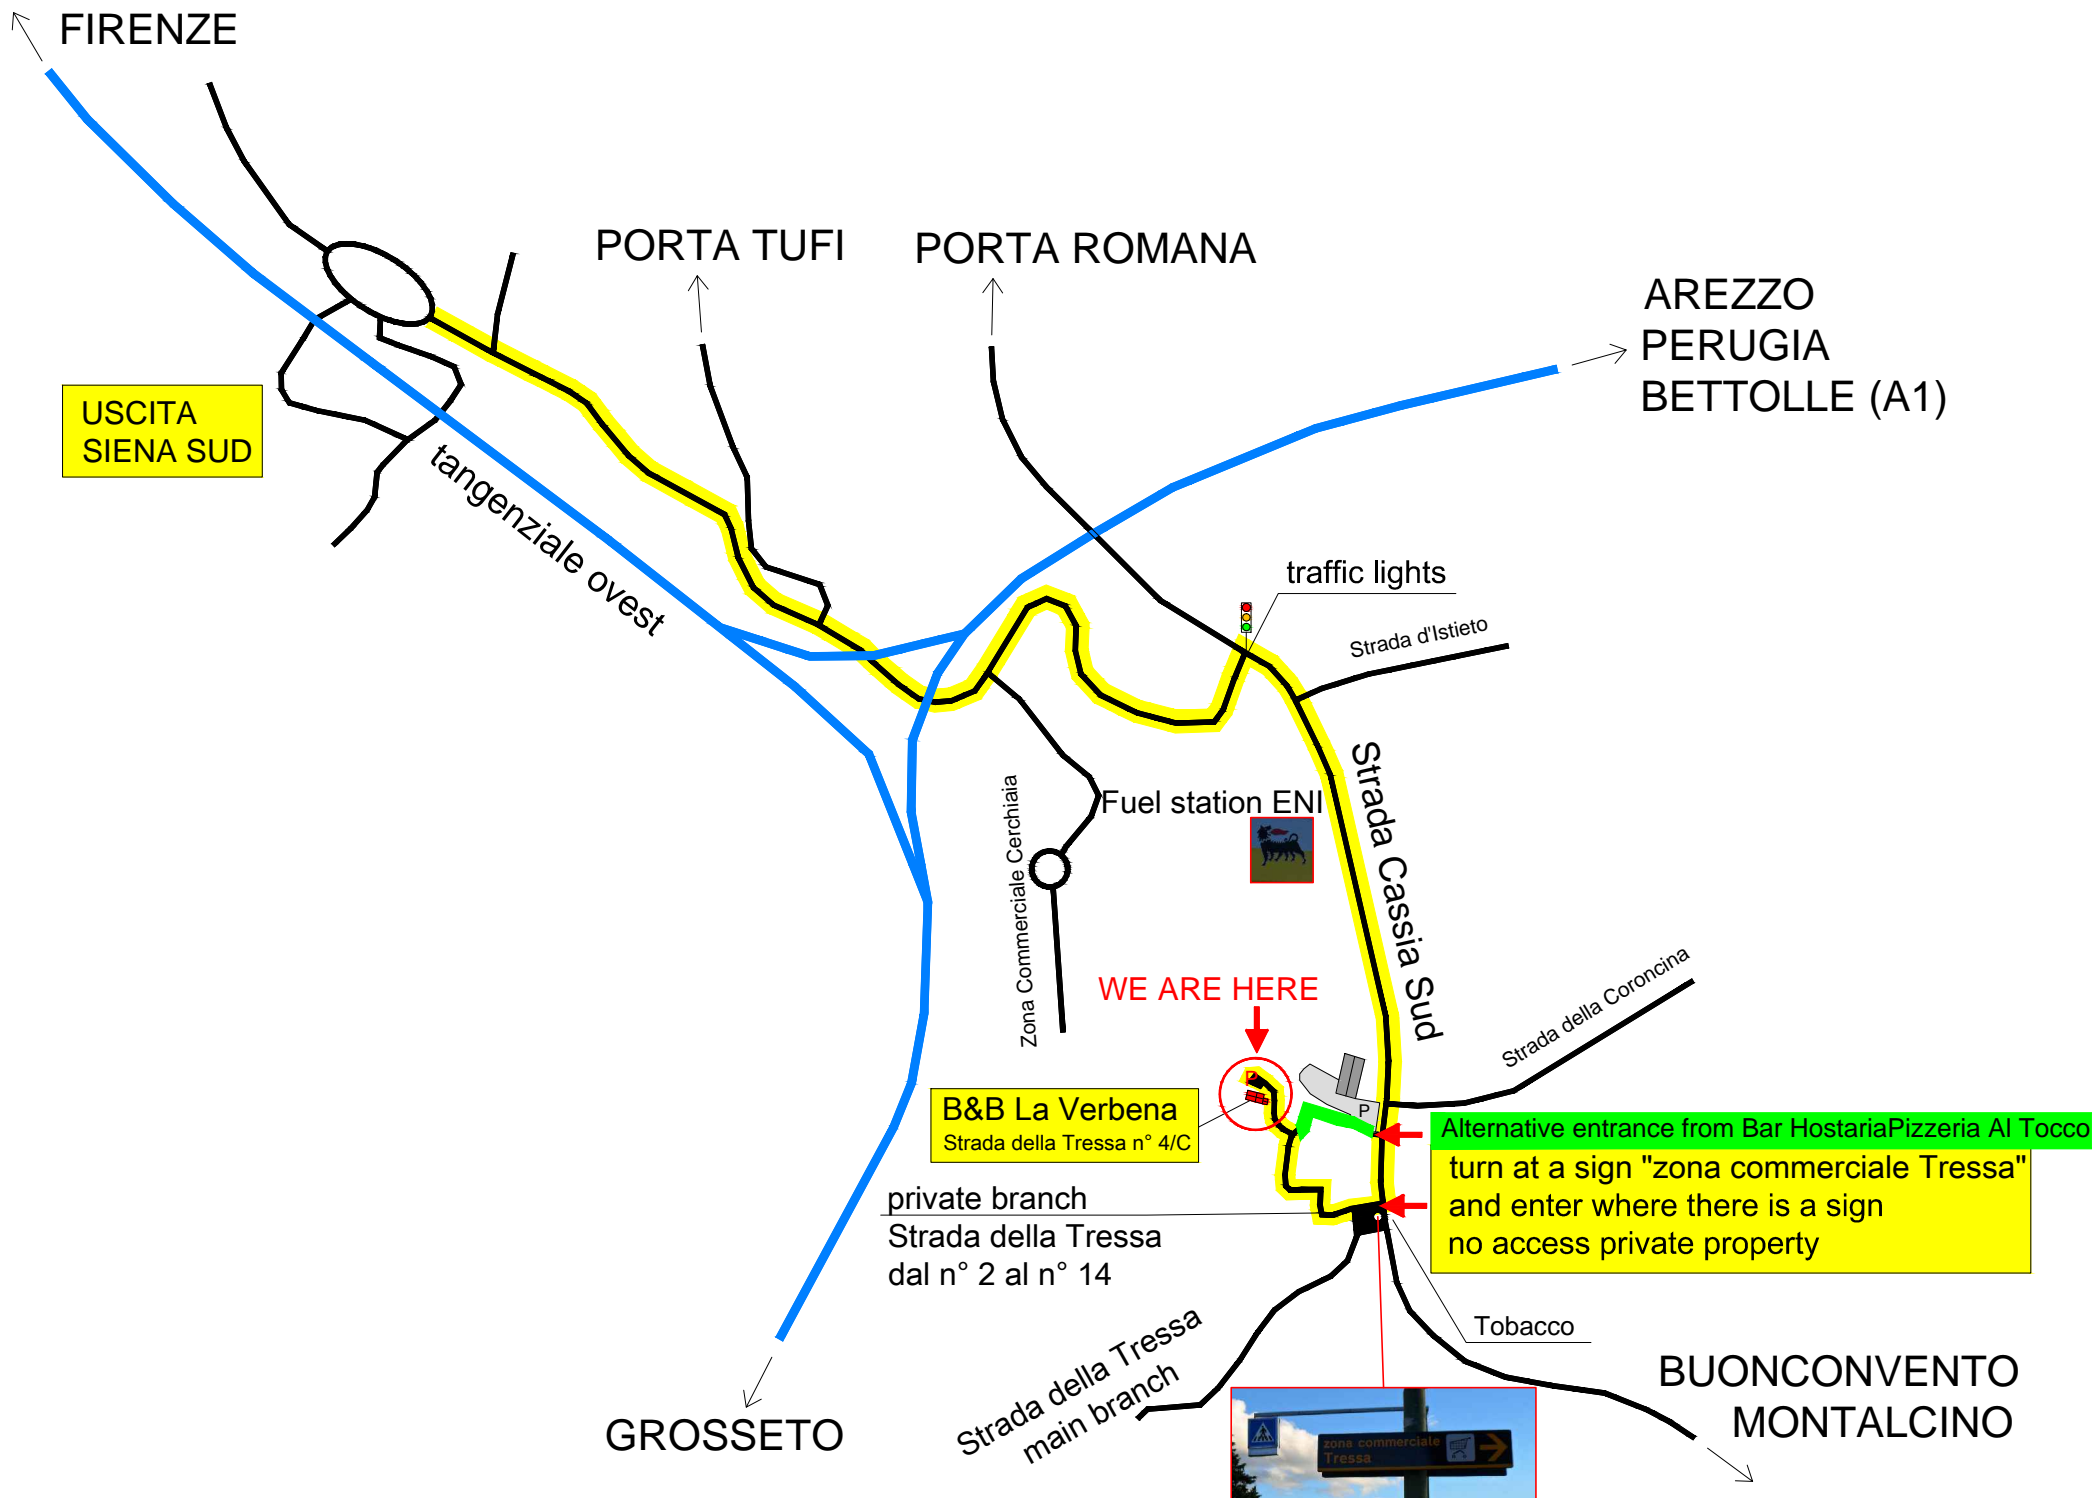 FIRENZE
PORTA TUFI
PORTA ROMANA
AREZZO
PERUGIA
BETTOLLE (A1)
USCITA
SIENA SUD
tangenziale ovest
traffic lights
Strada d'Istieto
Strada Cassia Sud
Fuel station ENI
Zona Commerciale Cerchiaia
WE ARE HERE
Strada della Coroncina
P
P
B&B La Verbena
Strada della Tressa n° 4/C
Alternative entrance from Bar HostariaPizzeria Al Tocco
turn at a sign "zona commerciale Tressa"
and enter where there is a sign
no access private property
private branch
Strada della Tressa
dal n° 2 al n° 14
Tobacco
Strada della Tressa
main branch
BUONCONVENTO
MONTALCINO
GROSSETO
zona commerciale
Tressa